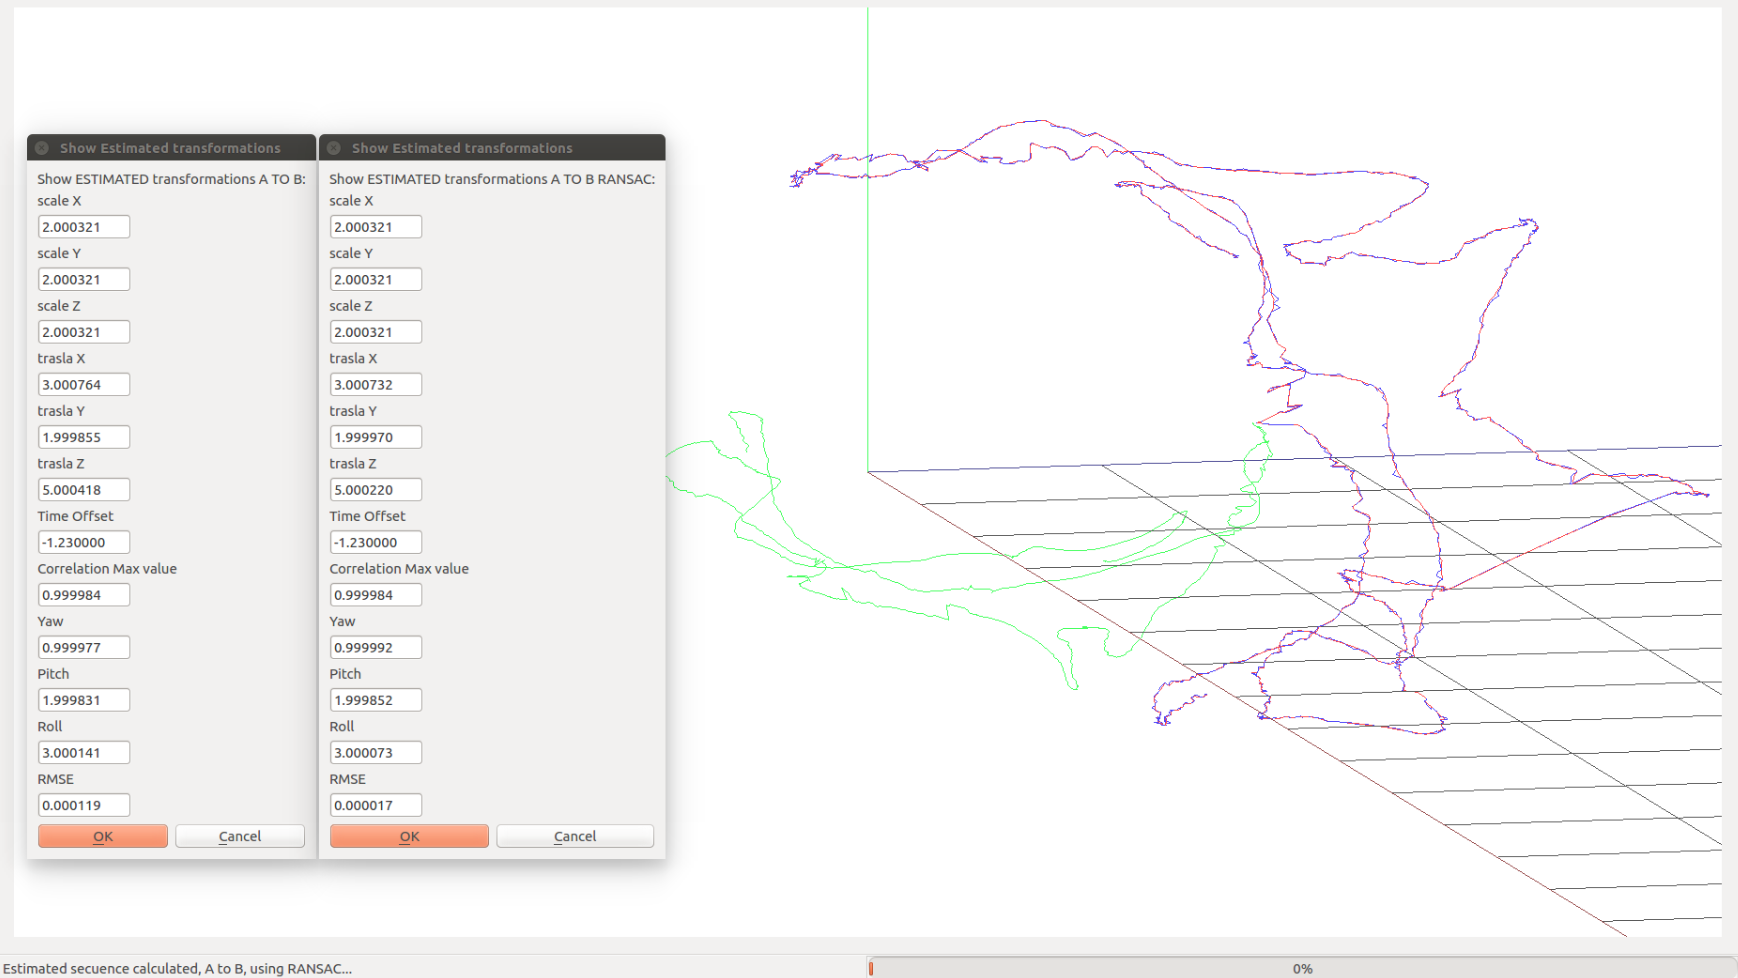 Show Estimated transformations
Show ESTIMATED transformations A TO B:
scale X
2.000321
scale Y
2.000321
scale Z
2.000321
trasla X
3.000764
trasla Y
1.999855
trasla Z
5.000418
Time Offset
-1.230000
Correlation Max value
0.999984
Yaw
0.999977
Pitch
1.999831
Roll
3.000141
RMSE
0.000119
OK Cancel
Show Estimated transformations
Show ESTIMATED transformations A TO B RANSAC:
scale X
2.000321
scale Y
2.000321
scale Z
2.000321
trasla X
3.000732
trasla Y
1.999970
trasla Z
5.000220
Time Offset
-1.230000
Correlation Max value
0.999984
Yaw
0.999992
Pitch
1.999852
Roll
3.000073
RMSE
0.000017
OK Cancel
Estimated secuence calculated, A to B, using RANSAC...
0%